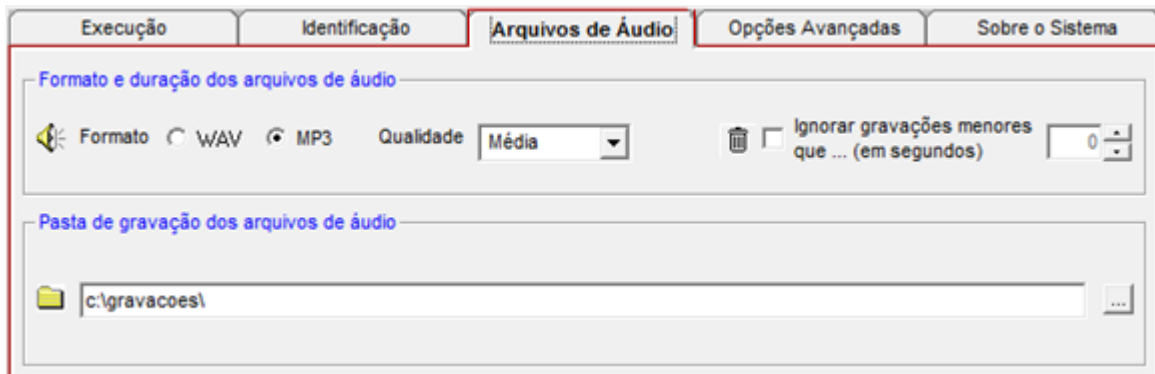 Execução Identificação Arquivos de Áudio Opções Avançadas Sobre o Sistema
Formato e duração dos arquivos de áudio
Formato WAV MP3 Qualidade Média Ignorar gravações menores
que ... (em segundos) 0
Pasta de gravação dos arquivos de áudio
c:\gravacoes\ ...